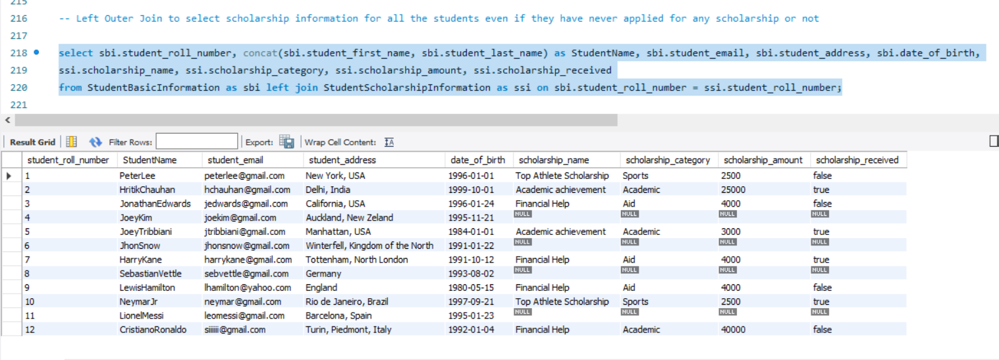 215
216 -- Left Outer Join to select scholarship information for all the students even if they have never applied for any scholarship or not
217
218 select sbi.student_roll_number, concat(sbi.student_first_name, sbi.student_last_name) as StudentName, sbi.student_email, sbi.student_address, sbi.date_of_birth,
219 ssi.scholarship_name, ssi.scholarship_category, ssi.scholarship_amount, ssi.scholarship_received
220 from StudentBasicInformation as sbi left join StudentScholarshipInformation as ssi on sbi.student_roll_number = ssi.student_roll_number;
221
Result Grid Filter Rows: Export: Wrap Cell Content: IA
student_roll_number StudentName student_email student_address date_of_birth scholarship_name scholarship_category scholarship_amount scholarship_received
1 PeterLee peterlee@gmail.com New York, USA 1996-01-01 Top Athlete Scholarship Sports 2500 false
2 HritikChauhan hchauhan@gmail.com Delhi, India 1999-10-01 Academic achievement Academic 25000 true
3 JonathanEdwards jedwards@gmail.com California, USA 1996-01-24 Financial Help Aid 4000 false
4 JoeyKim joekim@gmail.com Auckland, New Zeland 1995-11-21 NULL NULL NULL NULL
5 JoeyTribbiani jtribbiani@gmail.com Manhattan, USA 1984-01-01 Academic achievement Academic 3000 true
6 JhonSnow jhonsnow@gmail.com Winterfell, Kingdom of the North 1991-01-22 NULL NULL NULL NULL
7 HarryKane harrykane@gmail.com Tottenham, North London 1991-10-12 Financial Help Aid 4000 true
8 SebastianVettle sebvettle@gmail.com Germany 1993-08-02 NULL NULL NULL NULL
9 LewisHamilton lhamilton@yahoo.com England 1980-05-15 Financial Help Aid 4000 false
10 NeymarJr neymar@gmail.com Rio de Janeiro, Brazil 1997-09-21 Top Athlete Scholarship Sports 2500 true
11 LionelMessi leomessi@gmail.com Barcelona, Spain 1995-01-23 NULL NULL NULL NULL
12 CristianoRonaldo siiiiii@gmail.com Turin, Piedmont, Italy 1992-01-04 Financial Help Academic 40000 false